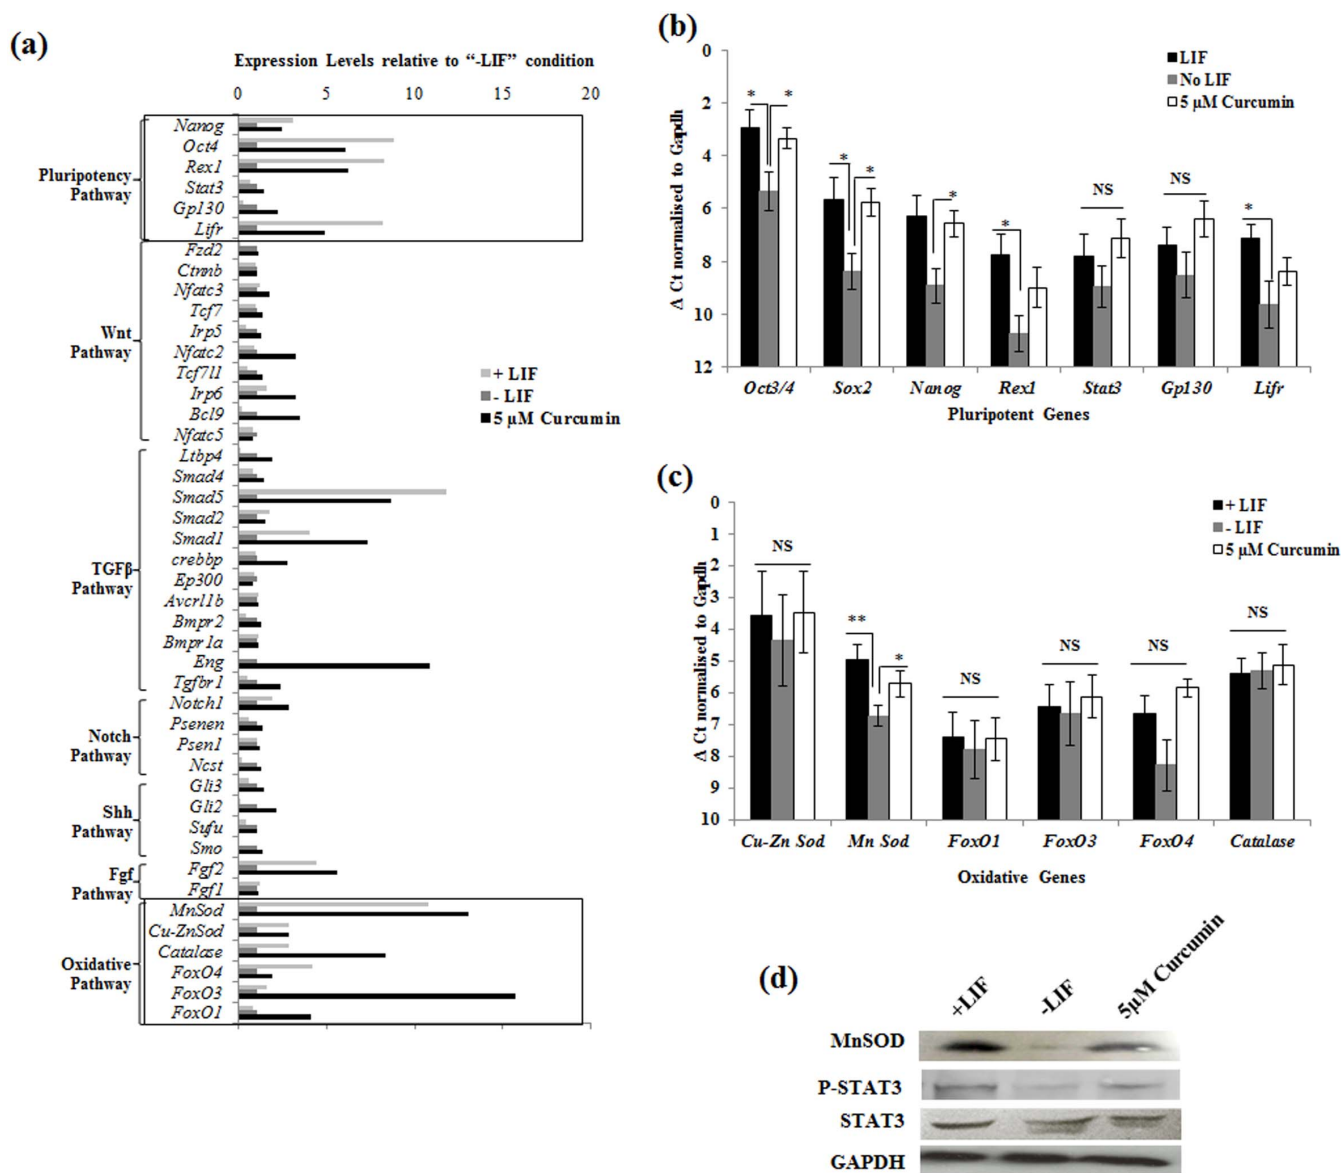 (a)
Expression Levels relative to “-LIF” condition
0 5 10 15 20
Pluripotency
Pathway
Nanog
Oct4
Rex1
Stat3
Gp130
Lifr
Wnt
Pathway
Fzd2
Ctnnb
Nfatc3
Tcf7
Irp5
Nfatc2
Tcf7l1
Irp6
Bcl9
Nfatc5
TGFβ
Pathway
Ltbp4
Smad4
Smad5
Smad2
Smad1
crebbp
Ep300
Avcrl1b
Bmpr2
Bmpr1a
Eng
Tgfbr1
Notch
Pathway
Notch1
Psenen
Psen1
Ncst
Shh
Pathway
Gli3
Gli2
Sufu
Smo
Fgf
Pathway
Fgf2
Fgf1
Oxidative
Pathway
MnSod
Cu-ZnSod
Catalase
FoxO4
FoxO3
FoxO1
+ LIF
- LIF
5 µM Curcumin
(b)
Δ Ct normalised to Gapdh
0
2
4
6
8
10
12
LIF
No LIF
5 µM Curcumin
* *
* *
*
*
NS
NS
*
Oct3/4 Sox2 Nanog Rex1 Stat3 Gp130 Lifr
Pluripotent Genes
(c)
Δ Ct normalised to Gapdh
0
1
2
3
4
5
6
7
8
9
10
+ LIF
- LIF
5 µM Curcumin
NS
**
*
NS
NS
NS
NS
Cu-Zn Sod Mn Sod FoxO1 FoxO3 FoxO4 Catalase
Oxidative Genes
(d)
+LIF -LIF 5µM Curcumin
MnSOD
P-STAT3
STAT3
GAPDH